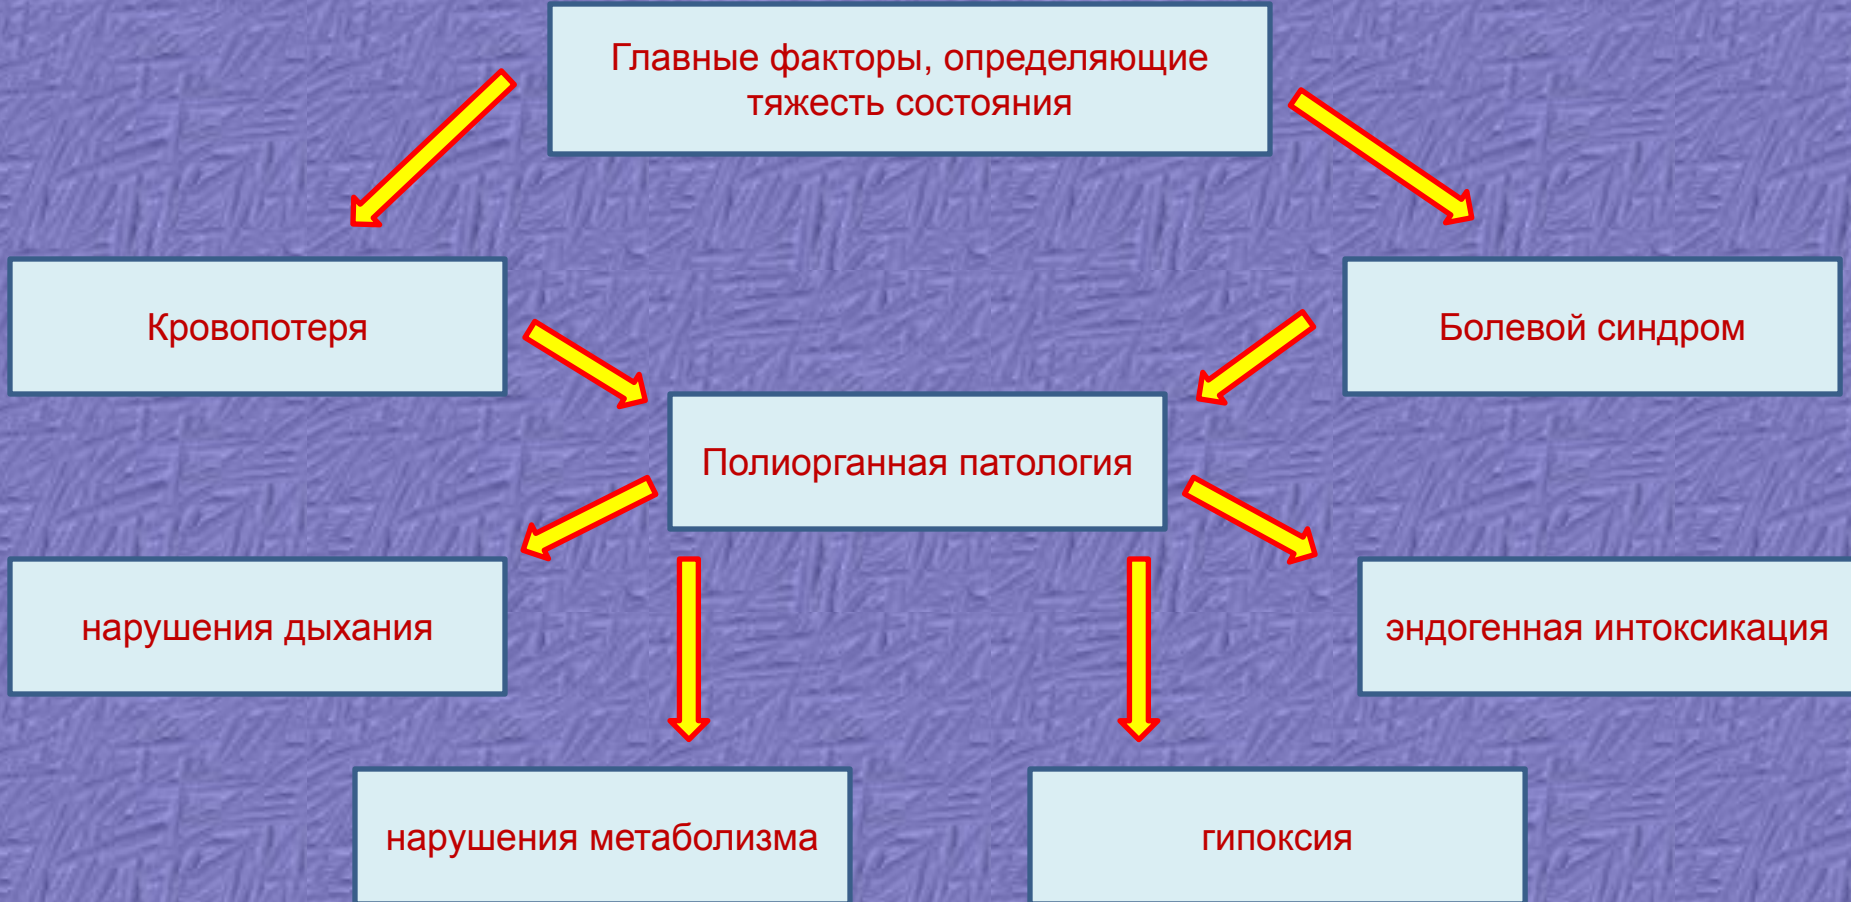 Главные факторы, определяющие
тяжесть состояния
Кровопотеря
Болевой синдром
Полиорганная патология
нарушения дыхания
эндогенная интоксикация
нарушения метаболизма
гипоксия